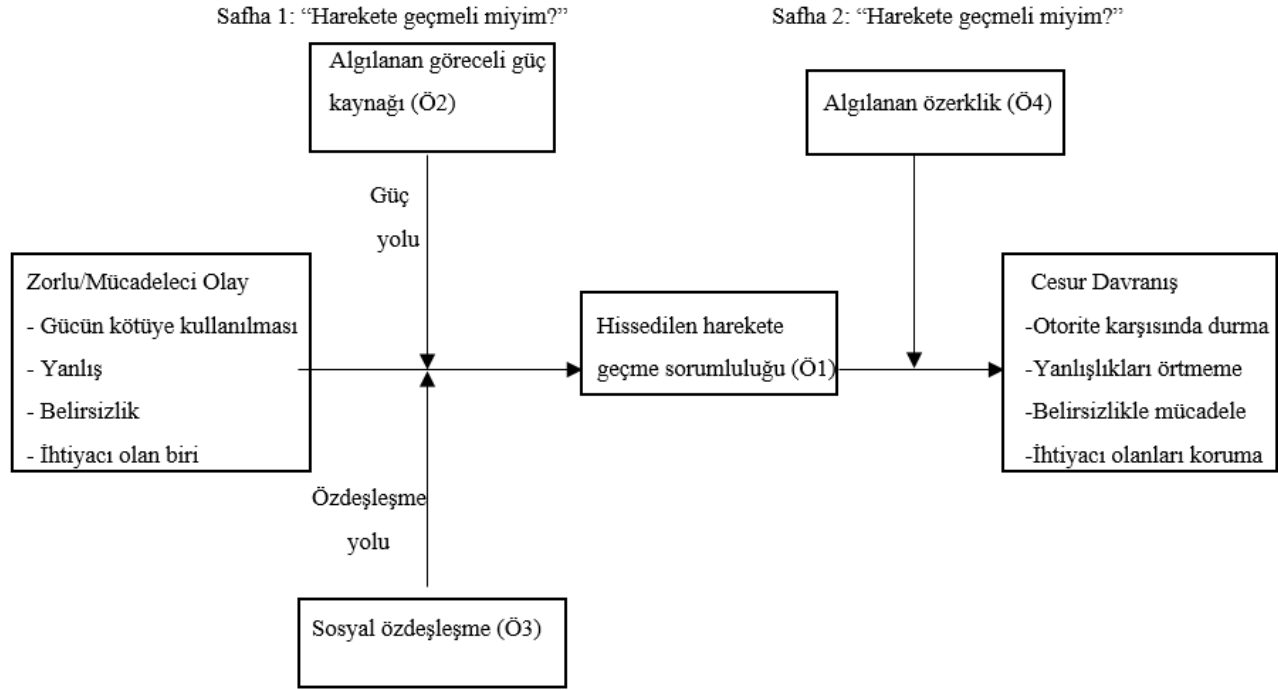 Safha 1: “Harekete geçmeli miyim?”
Safha 2: “Harekete geçmeli miyim?”
Algılanan göreceli güç
kaynağı (Ö2)
Algılanan özerklik (Ö4)
Güç
yolu
Zorlu/Mücadeleci Olay
- Gücün kötüye kullanılması
- Yanlış
- Belirsizlik
- İhtiyacı olan biri
Hissedilen harekete
geçme sorumluluğu (Ö1)
Cesur Davranış
-Otorite karşısında durma
-Yanlışlıkları örtmeme
-Belirsizlikle mücadele
-İhtiyacı olanları koruma
Özdeşleşme
yolu
Sosyal özdeşleşme (Ö3)